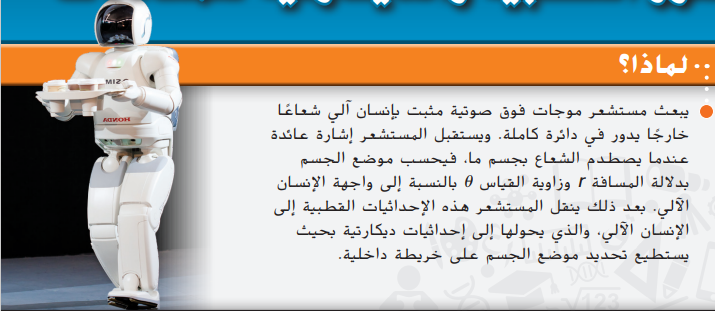 لماذا؟
يبعث مستشعر موجات فوق صوتية مثبت بإنسان آلي شعاعًا
خارجًا يدور في دائرة كاملة. ويستقبل المستشعر إشارة عائدة
عندما يصطدم الشعاع بجسم ما، فيحسب موضع الجسم
بدلالة المسافة r وزاوية القياس θ بالنسبة إلى واجهة الإنسان
الآلي. بعد ذلك ينقل المستشعر هذه الإحداثيات القطبية إلى
الإنسان الآلي، والذي يحولها إلى إحداثيات ديكارتية بحيث
يستطيع تحديد موضع الجسم على خريطة داخلية.
ASIMO
HONDA
√123